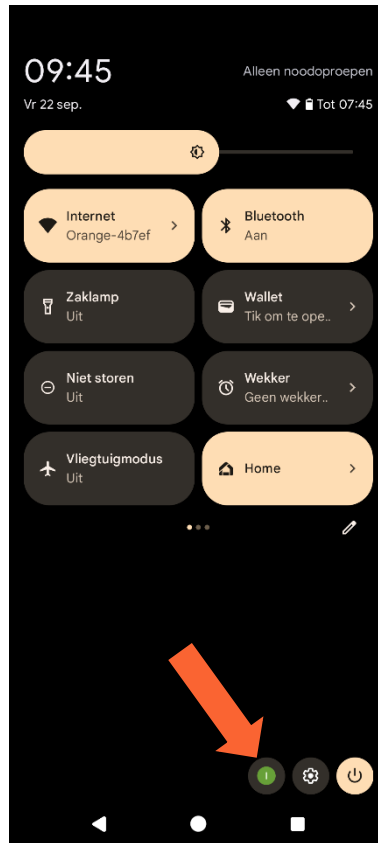 09:45
Alleen noodoproepen
Vr 22 sep.
Tot 07:45
Internet
Orange-4b7ef
Bluetooth
Aan
Zaklamp
Uit
Wallet
Tik om te ope..
Niet storen
Uit
Wekker
Geen wekker..
Vliegtuigmodus
Uit
Home
I